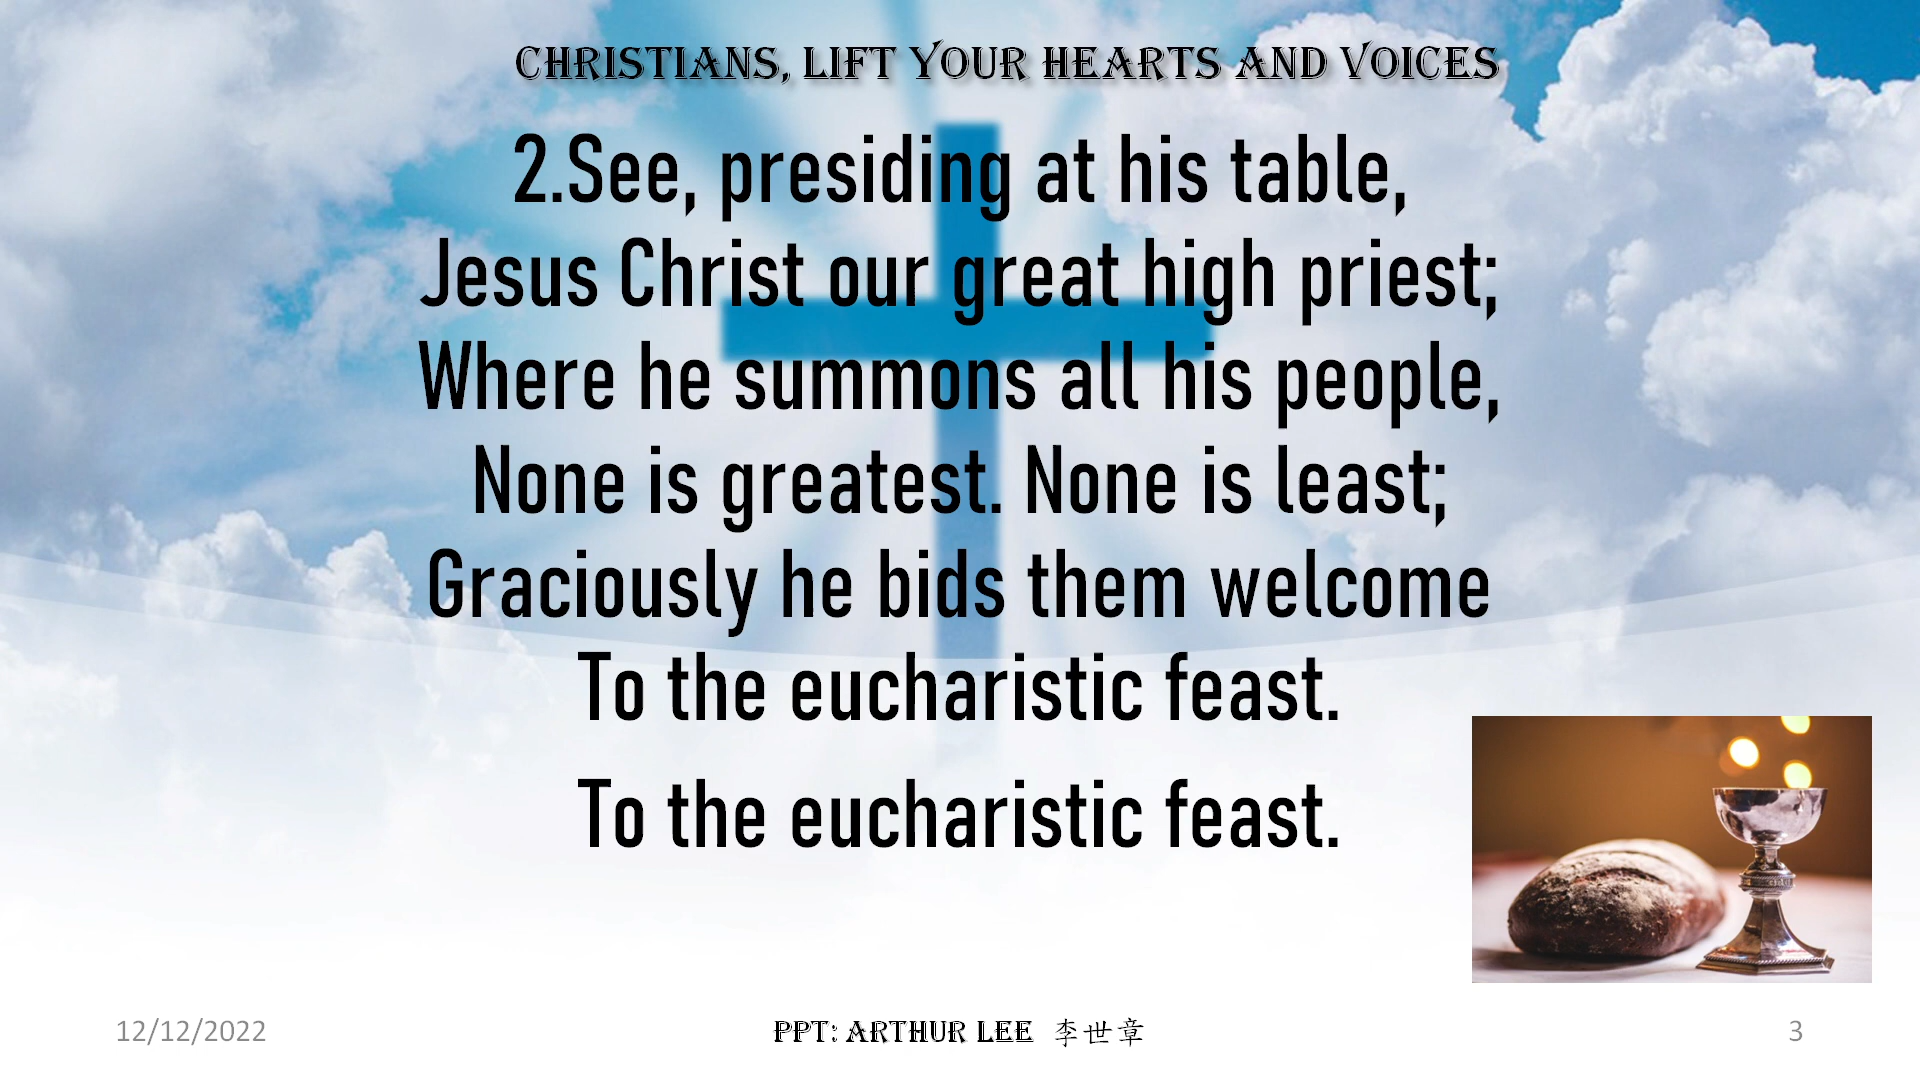 CHRISTIANS, LIFT YOUR HEARTS AND VOICES
2.See, presiding at his table,
Jesus Christ our great high priest;
Where he summons all his people,
None is greatest. None is least;
Graciously he bids them welcome
To the eucharistic feast.
To the eucharistic feast.
12/12/2022
PPT: ARTHUR LEE 李世章
3